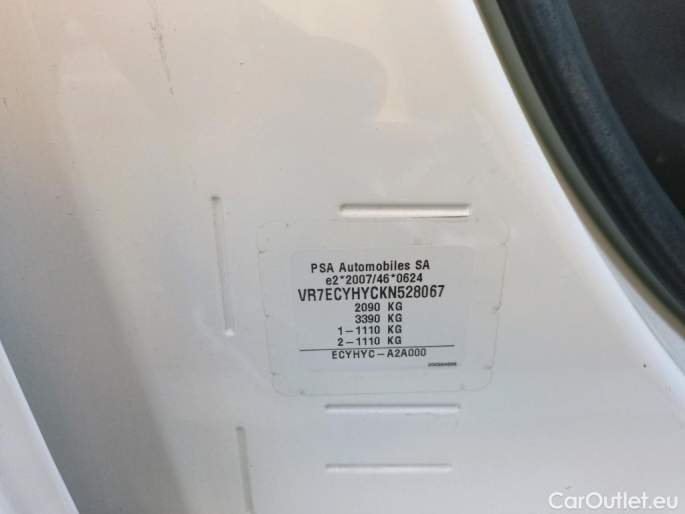 PSA Automobiles SA
e2*2007/46*0624
VR7ECYHYCKN528067
2090 KG
3390 KG
1-1110 KG
2-1110 KG
ECYHYC-A2A000
CarOutlet.eu